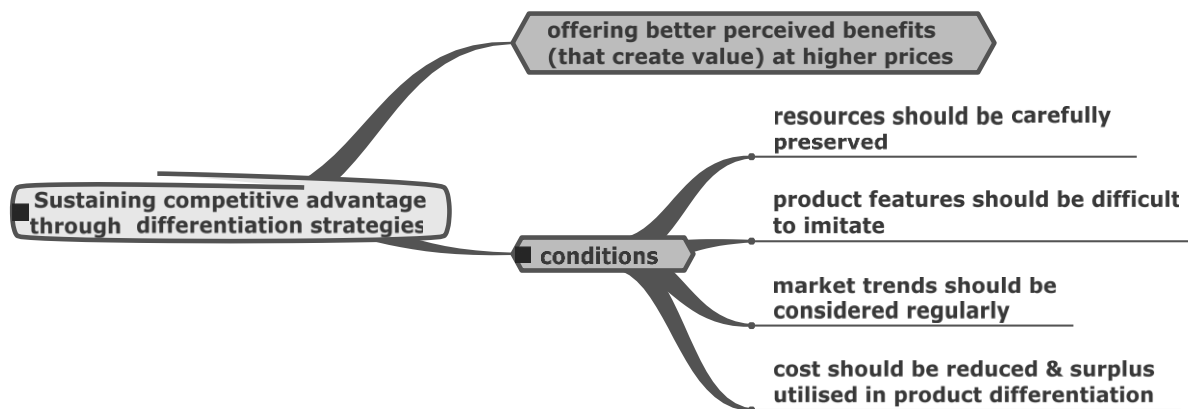 offering better perceived benefits
(that create value) at higher prices
resources should be carefully
preserved
Sustaining competitive advantage
through differentiation strategies
product features should be difficult
to imitate
conditions
market trends should be
considered regularly
cost should be reduced & surplus
utilised in product differentiation